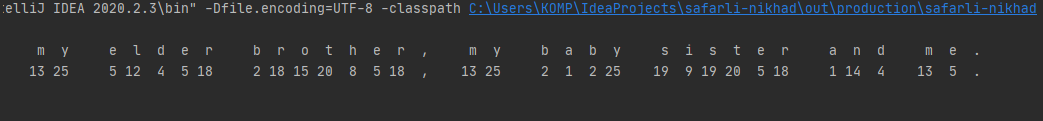 telliJ IDEA 2020.2.3\bin" -Dfile.encoding=UTF-8 -classpath C:\Users\KOMP\IdeaProjects\safarli-nikhad\out\production\safarli-nikhad
m y e l d e r b r o t h e r , m y b a b y s i s t e r a n d m e .
13 25 5 12 4 5 18 2 18 15 20 8 5 18 , 13 25 2 1 2 25 19 9 19 20 5 18 1 14 4 13 5 .